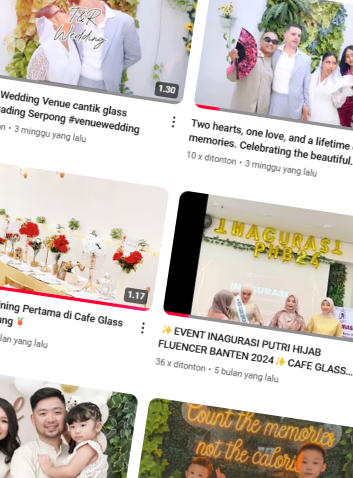 T&R
Wedding
1.30
Wedding Venue cantik glass
ading Serpong #venuewedding
on • 3 minggu yang lalu
Two hearts, one love, and a lifetime
memories. Celebrating the beautiful.
10 x ditonton • 3 minggu yang lalu
1.17
ning Pertama di Cafe Glass
ang
lan yang lalu
INAGURASI
PHB24
INAGURASI
✨EVENT INAGURASI PUTRI HIJAB
FLUENCER BANTEN 2024✨CAFE GLASS...
36 x ditonton • 5 bulan yang lalu
Count the memories
not the calori